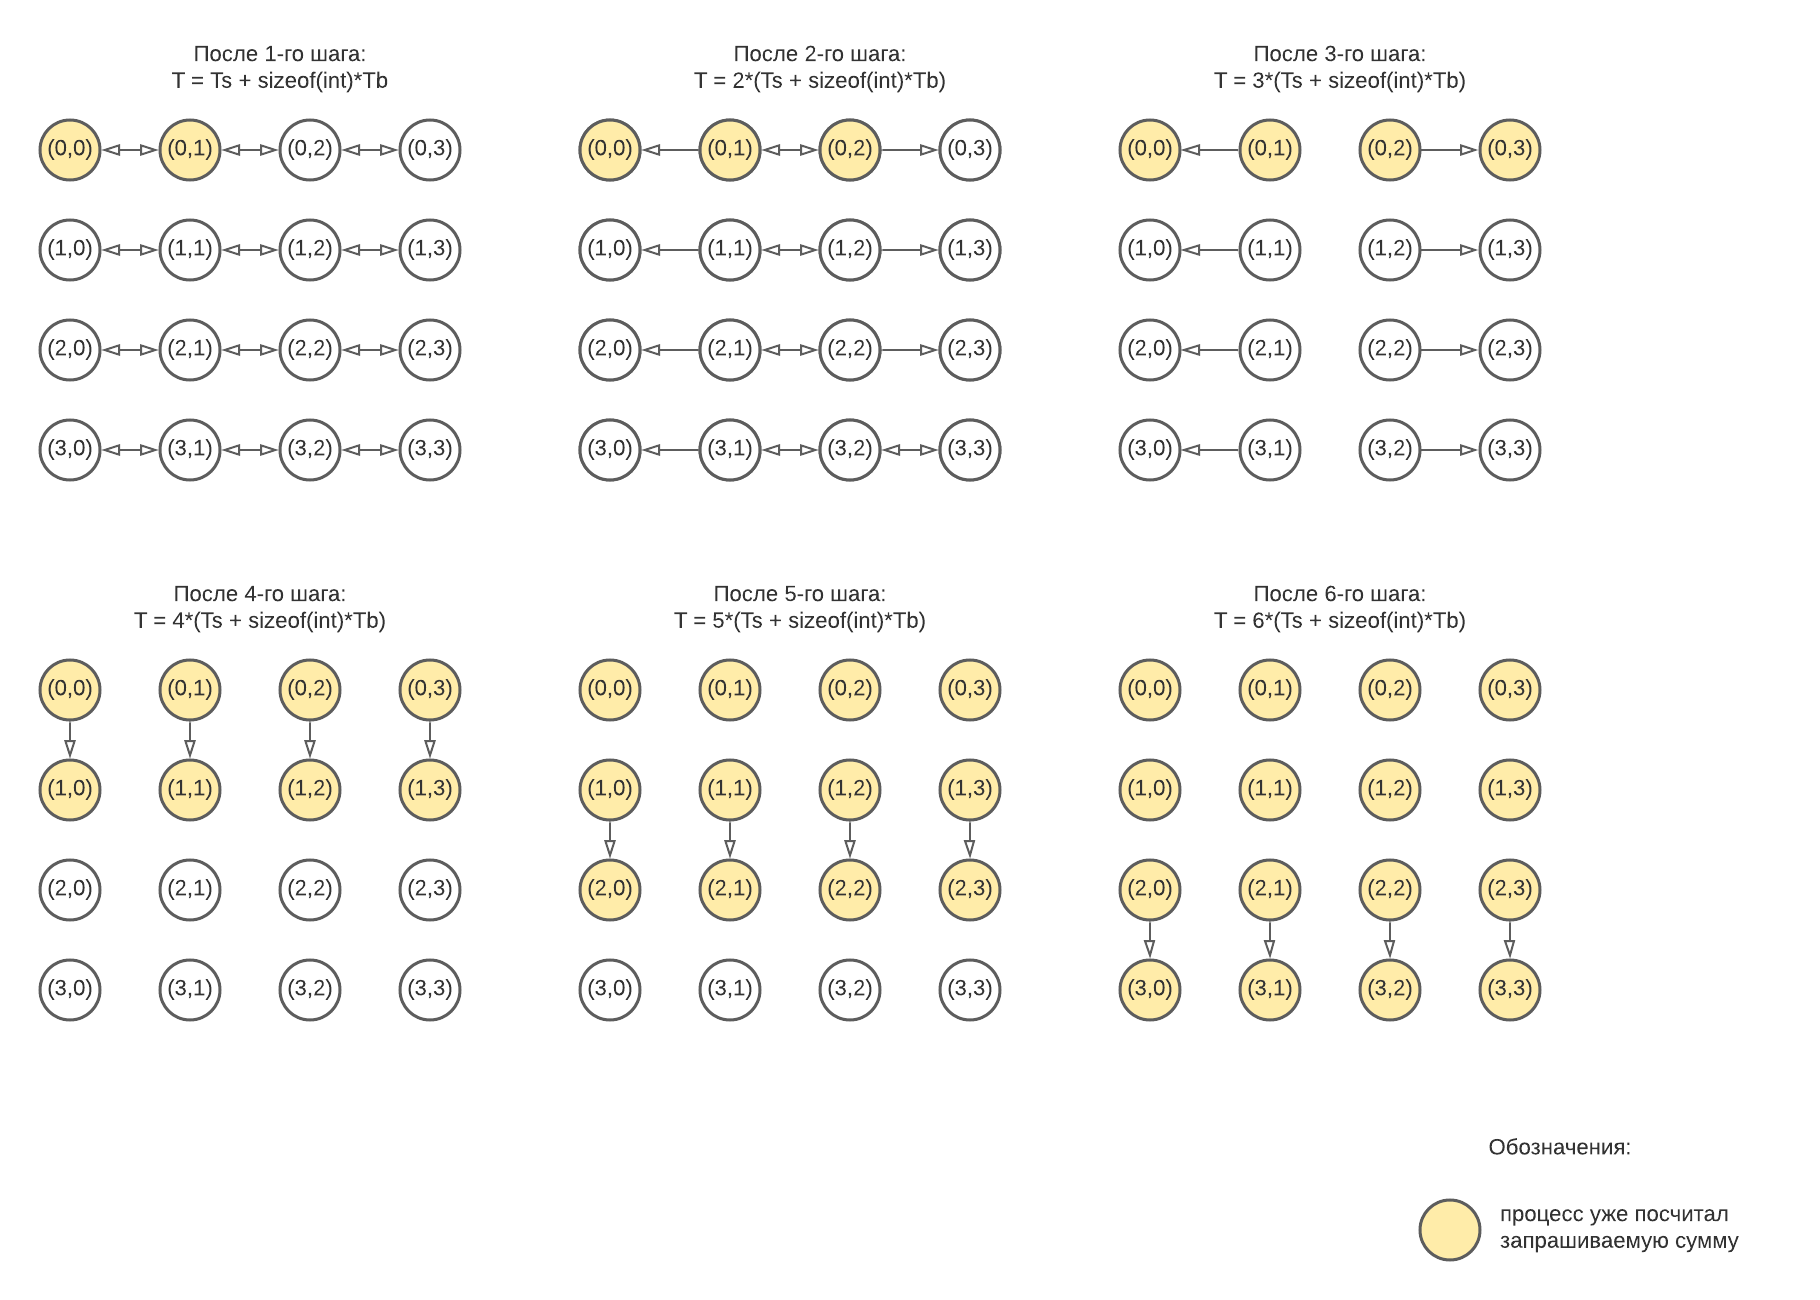 После 1-го шага:
T = Ts + sizeof(int)*Tb
(0,0) (0,1) (0,2) (0,3)
(1,0) (1,1) (1,2) (1,3)
(2,0) (2,1) (2,2) (2,3)
(3,0) (3,1) (3,2) (3,3)
После 2-го шага:
T = 2*(Ts + sizeof(int)*Tb)
(0,0) (0,1) (0,2) (0,3)
(1,0) (1,1) (1,2) (1,3)
(2,0) (2,1) (2,2) (2,3)
(3,0) (3,1) (3,2) (3,3)
После 3-го шага:
T = 3*(Ts + sizeof(int)*Tb)
(0,0) (0,1) (0,2) (0,3)
(1,0) (1,1) (1,2) (1,3)
(2,0) (2,1) (2,2) (2,3)
(3,0) (3,1) (3,2) (3,3)
После 4-го шага:
T = 4*(Ts + sizeof(int)*Tb)
(0,0) (0,1) (0,2) (0,3)
(1,0) (1,1) (1,2) (1,3)
(2,0) (2,1) (2,2) (2,3)
(3,0) (3,1) (3,2) (3,3)
После 5-го шага:
T = 5*(Ts + sizeof(int)*Tb)
(0,0) (0,1) (0,2) (0,3)
(1,0) (1,1) (1,2) (1,3)
(2,0) (2,1) (2,2) (2,3)
(3,0) (3,1) (3,2) (3,3)
После 6-го шага:
T = 6*(Ts + sizeof(int)*Tb)
(0,0) (0,1) (0,2) (0,3)
(1,0) (1,1) (1,2) (1,3)
(2,0) (2,1) (2,2) (2,3)
(3,0) (3,1) (3,2) (3,3)
Обозначения:
процесс уже посчитал
запрашиваемую сумму